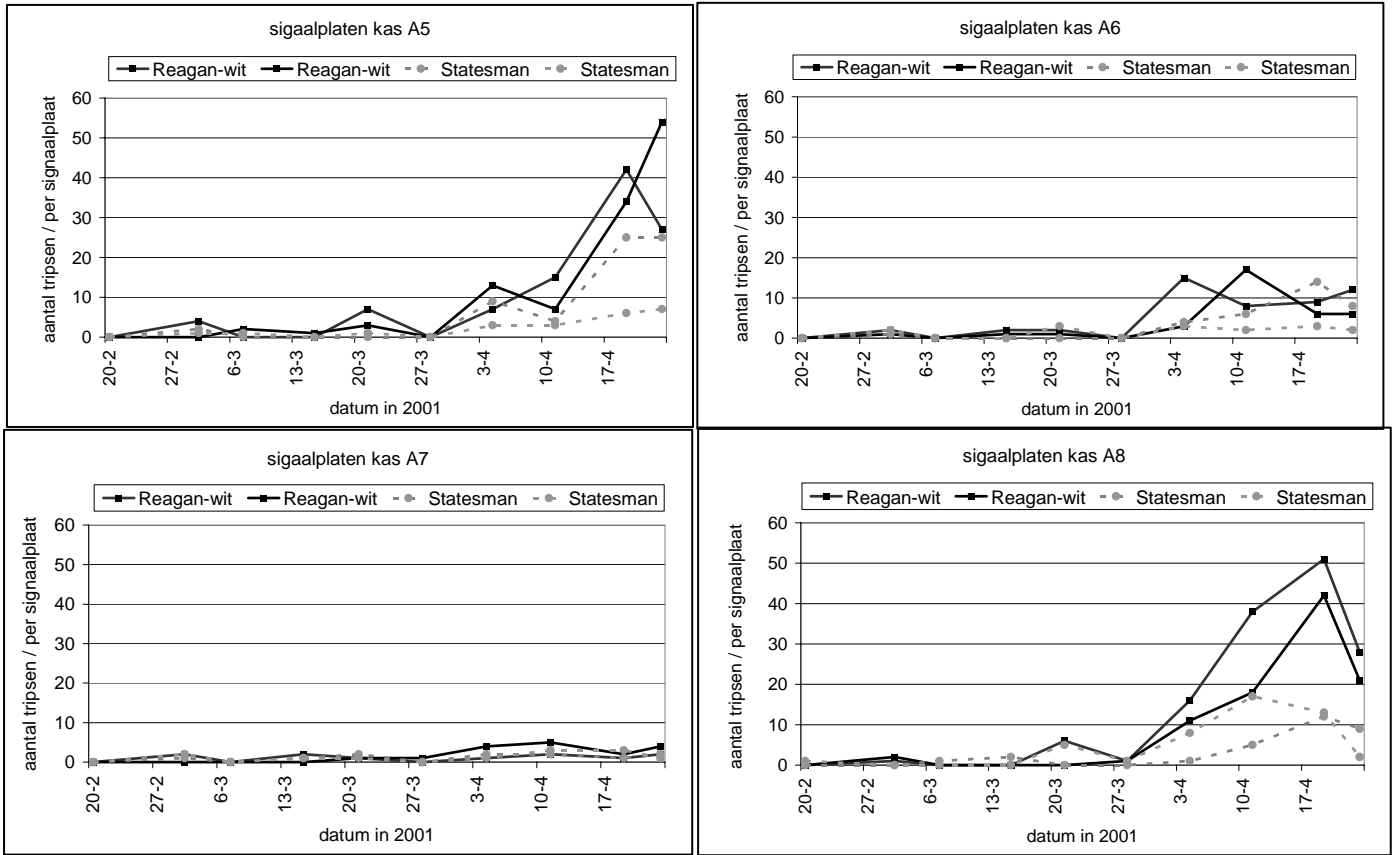 sigaalplaten kas A5
Reagan-wit Reagan-wit Statesman Statesman
aantal tripsen / per signaalplaat
60
50
40
30
20
10
0
20-2 27-2 6-3 13-3 20-3 27-3 3-4 10-4 17-4
datum in 2001
sigaalplaten kas A6
Reagan-wit Reagan-wit Statesman Statesman
aantal tripsen / per signaalplaat
60
50
40
30
20
10
0
20-2 27-2 6-3 13-3 20-3 27-3 3-4 10-4 17-4
datum in 2001
sigaalplaten kas A7
Reagan-wit Reagan-wit Statesman Statesman
aantal tripsen / per signaalplaat
60
50
40
30
20
10
0
20-2 27-2 6-3 13-3 20-3 27-3 3-4 10-4 17-4
datum in 2001
sigaalplaten kas A8
Reagan-wit Reagan-wit Statesman Statesman
aantal tripsen / per signaalplaat
60
50
40
30
20
10
0
20-2 27-2 6-3 13-3 20-3 27-3 3-4 10-4 17-4
datum in 2001